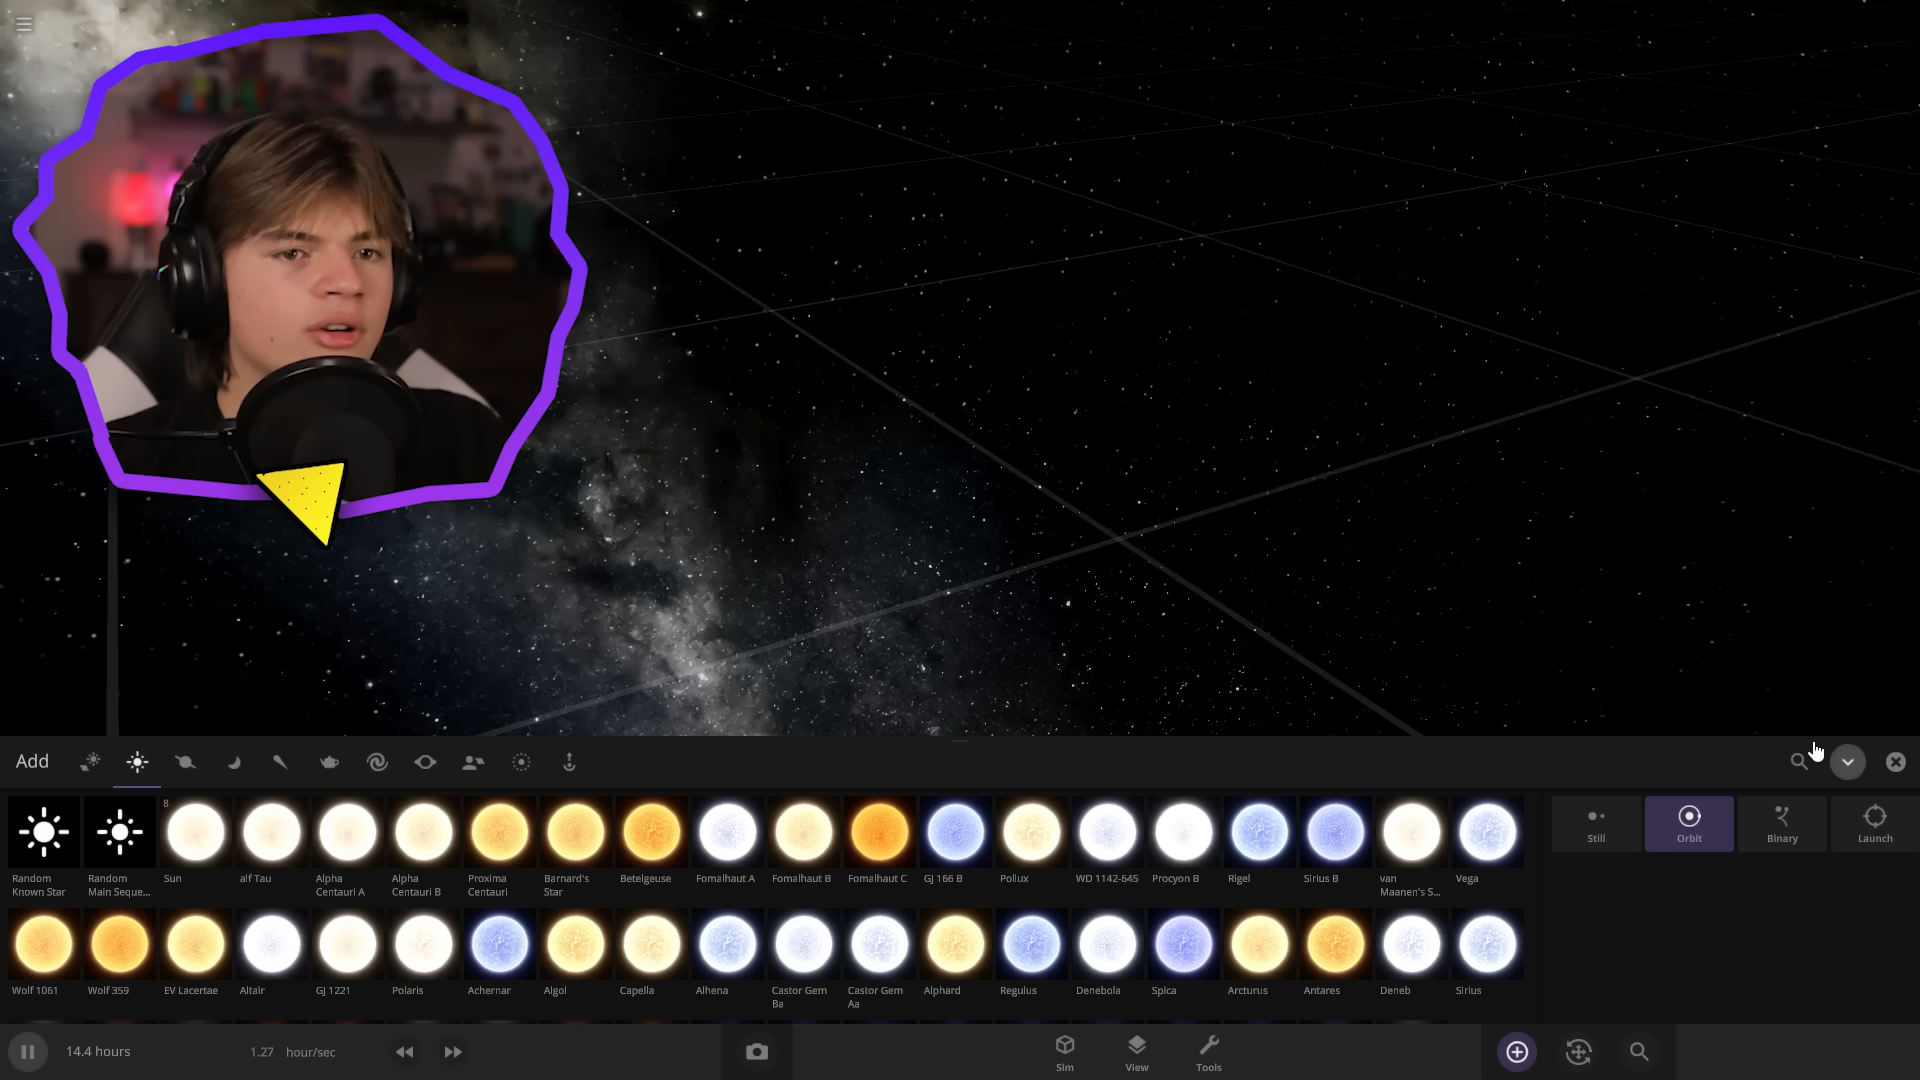 Add
8
Random Known Star
Random Main Seque...
Sun
alf Tau
Alpha Centauri A
Alpha Centauri B
Proxima Centauri
Barnard's Star
Betelgeuse
Fomalhaut A
Fomalhaut B
Fomalhaut C
GJ 166 B
Pollux
WD 1142-645
Procyon B
Rigel
Sirius B
van Maanen's S...
Vega
Still
Orbit
Binary
Launch
Wolf 1061
Wolf 359
EV Lacertae
Altair
GJ 1221
Polaris
Achernar
Algol
Capella
Alhena
Castor Gem Ba
Castor Gem Aa
Alphard
Regulus
Denebola
Spica
Arcturus
Antares
Deneb
Sirius
14.4 hours
1.27 hour/sec
Sim
View
Tools